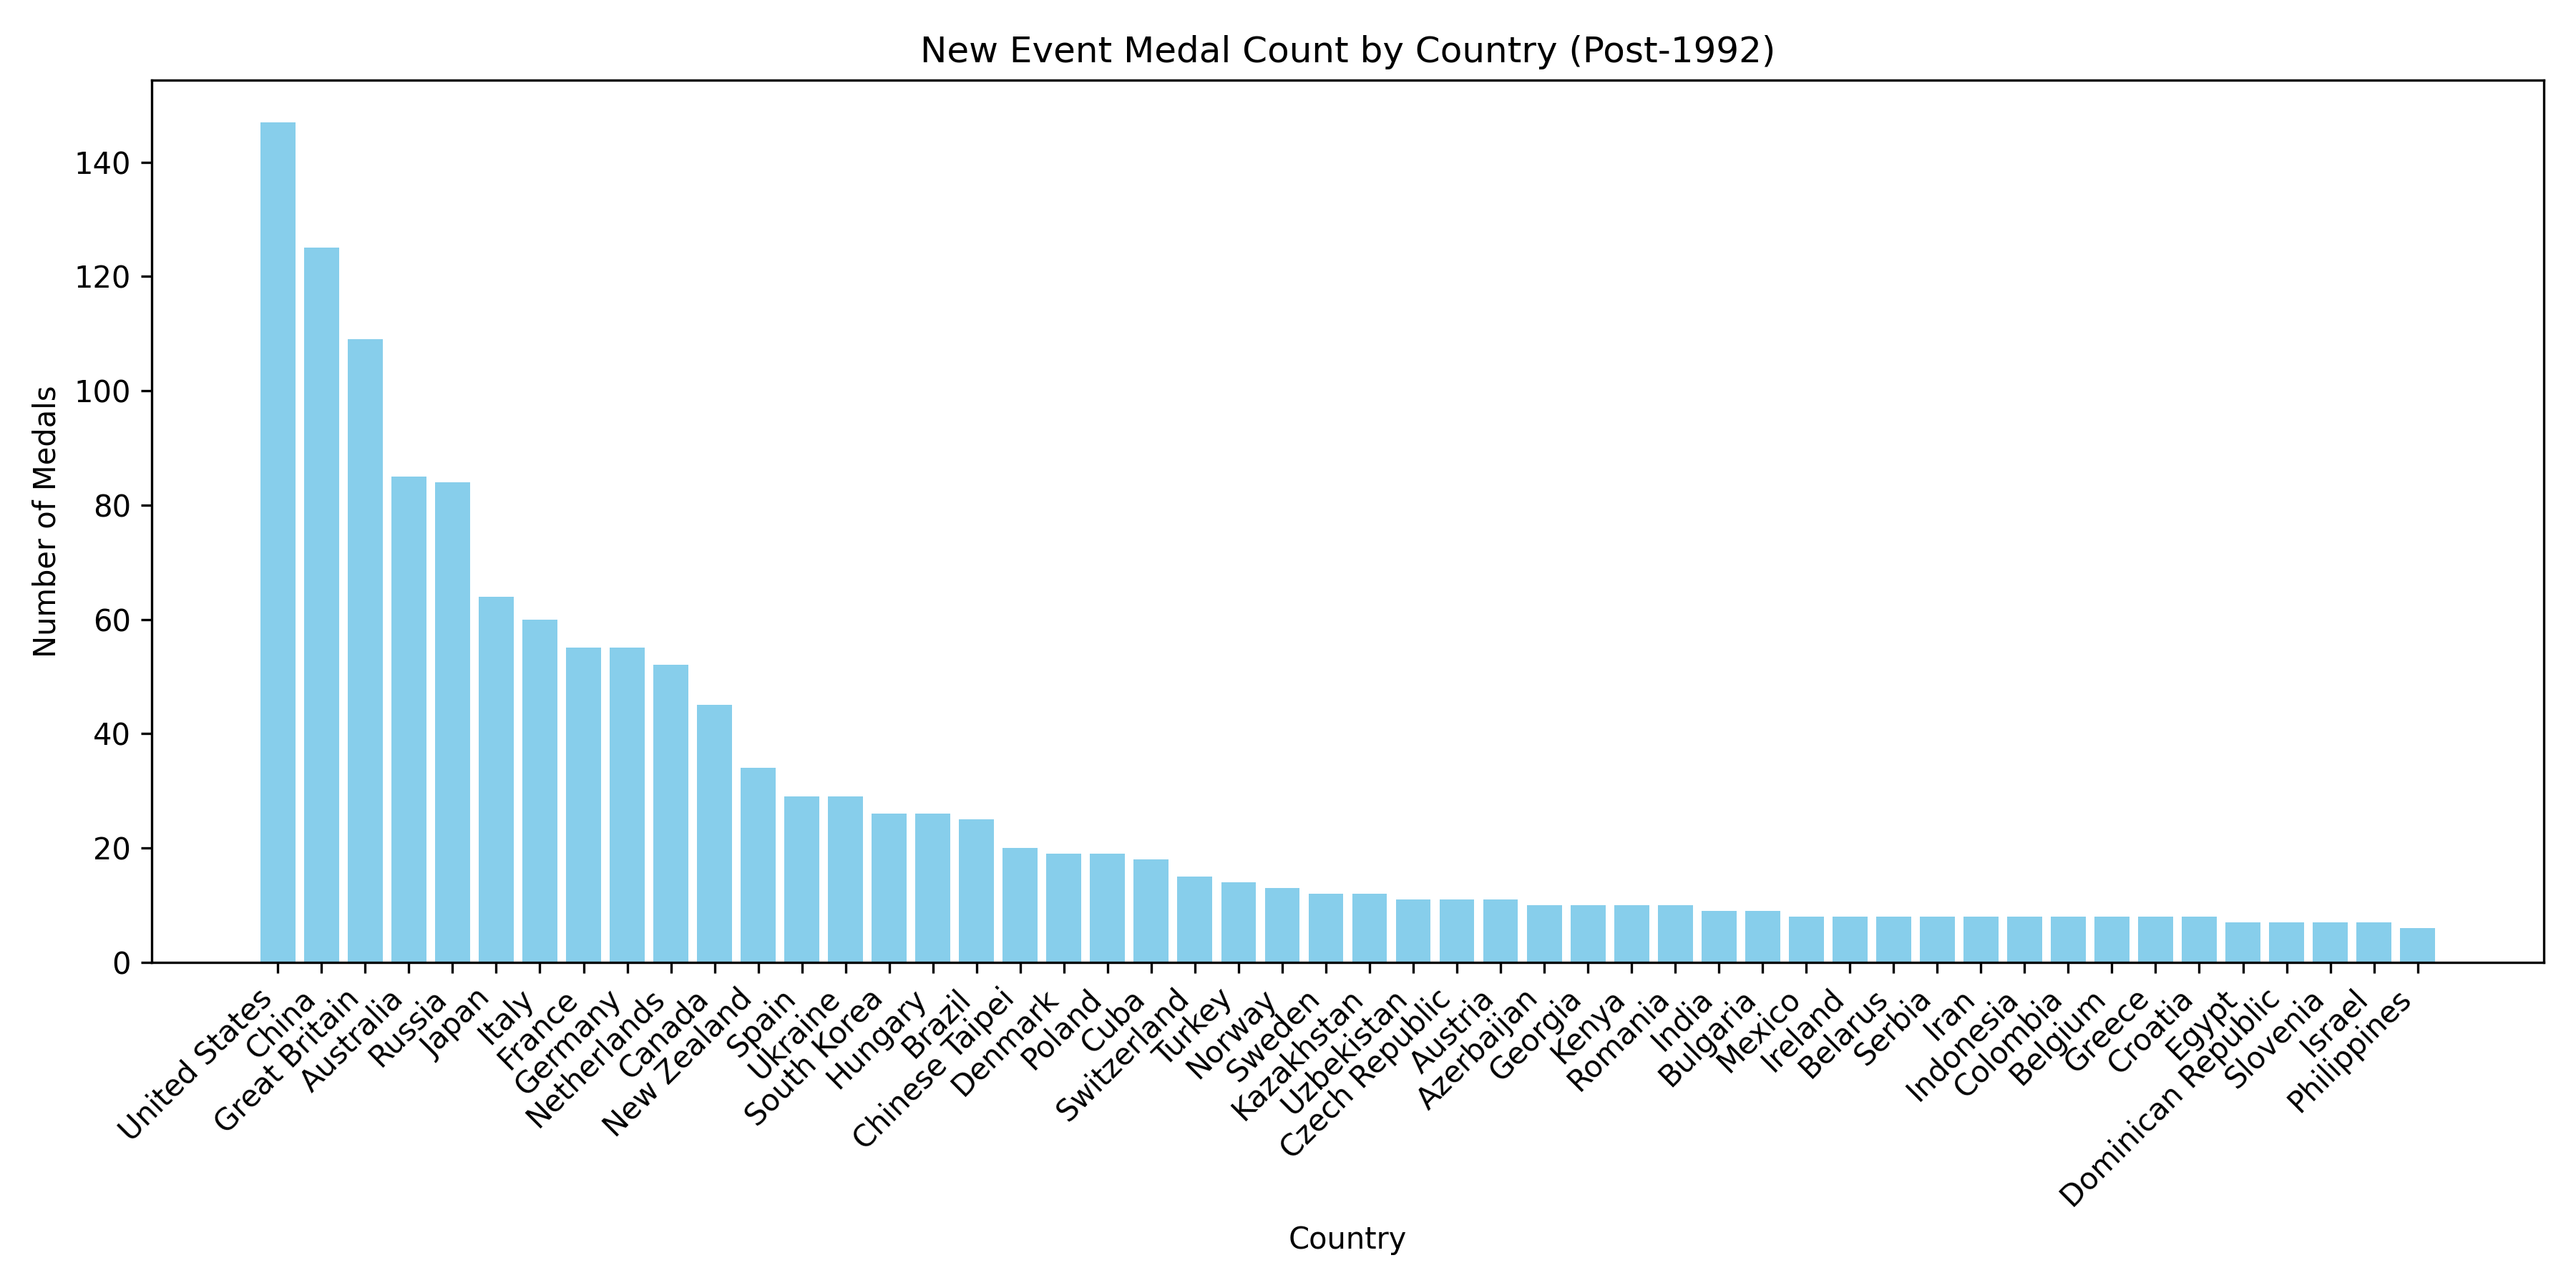 New Event Medal Count by Country (Post-1992)
Number of Medals
140
120
100
80
60
40
20
0
United States
China
Great Britain
Australia
Russia
Japan
Italy
France
Germany
Netherlands
Canada
New Zealand
Spain
Ukraine
South Korea
Hungary
Brazil
Chinese Taipei
Denmark
Poland
Cuba
Switzerland
Turkey
Norway
Sweden
Kazakhstan
Uzbekistan
Czech Republic
Austria
Azerbaijan
Georgia
Kenya
Romania
India
Bulgaria
Mexico
Ireland
Belarus
Serbia
Iran
Indonesia
Colombia
Belgium
Greece
Croatia
Egypt
Dominican Republic
Slovenia
Israel
Philippines
Country